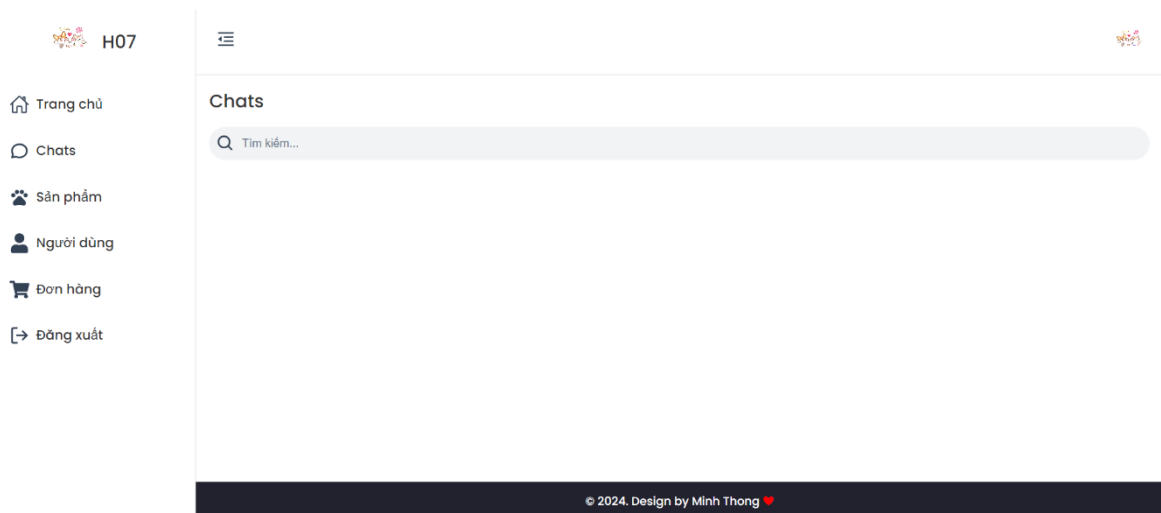 H07
Trang chủ
Chats
Sản phẩm
Người dùng
Đơn hàng
Đăng xuất
Chats
Tìm kiếm...
© 2024. Design by Minh Thong ❤